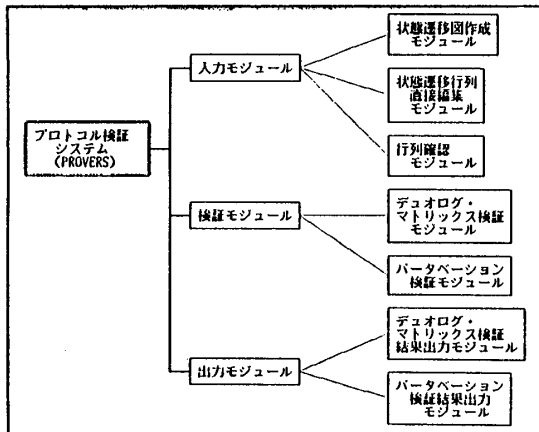 プロトコル検証
システム
(PROVERS)
入力モジュール
状態遷移図作成
モジュール
状態遷移行列
直接編集
モジュール
行列確認
モジュール
検証モジュール
デュオログ・
マトリックス検証
モジュール
パータベーション
検証モジュール
出力モジュール
デュオログ・
マトリックス検証
結果出力モジュール
パータベーション
検証結果出力
モジュール